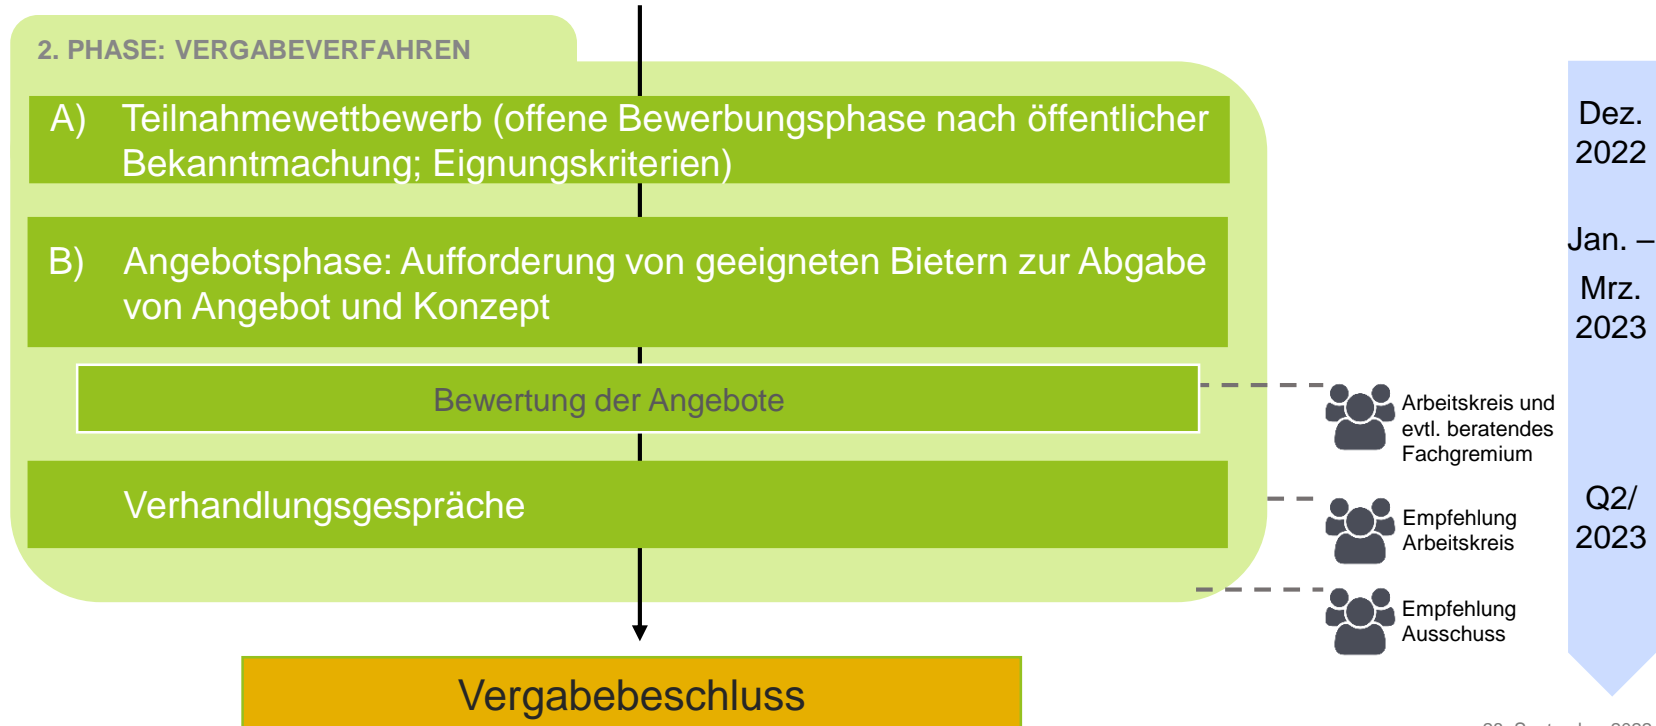 2. PHASE: VERGABEVERFAHREN
A) Teilnahmewettbewerb (offene Bewerbungsphase nach öffentlicher
Bekanntmachung; Eignungskriterien)
Dez.
2022
B) Angebotsphase: Aufforderung von geeigneten Bietern zur Abgabe
von Angebot und Konzept
Jan. –
Mrz.
2023
Bewertung der Angebote
Arbeitskreis und
evtl. beratendes
Fachgremium
Verhandlungsgespräche
Empfehlung
Arbeitskreis
Q2/
2023
Empfehlung
Ausschuss
Vergabebeschluss